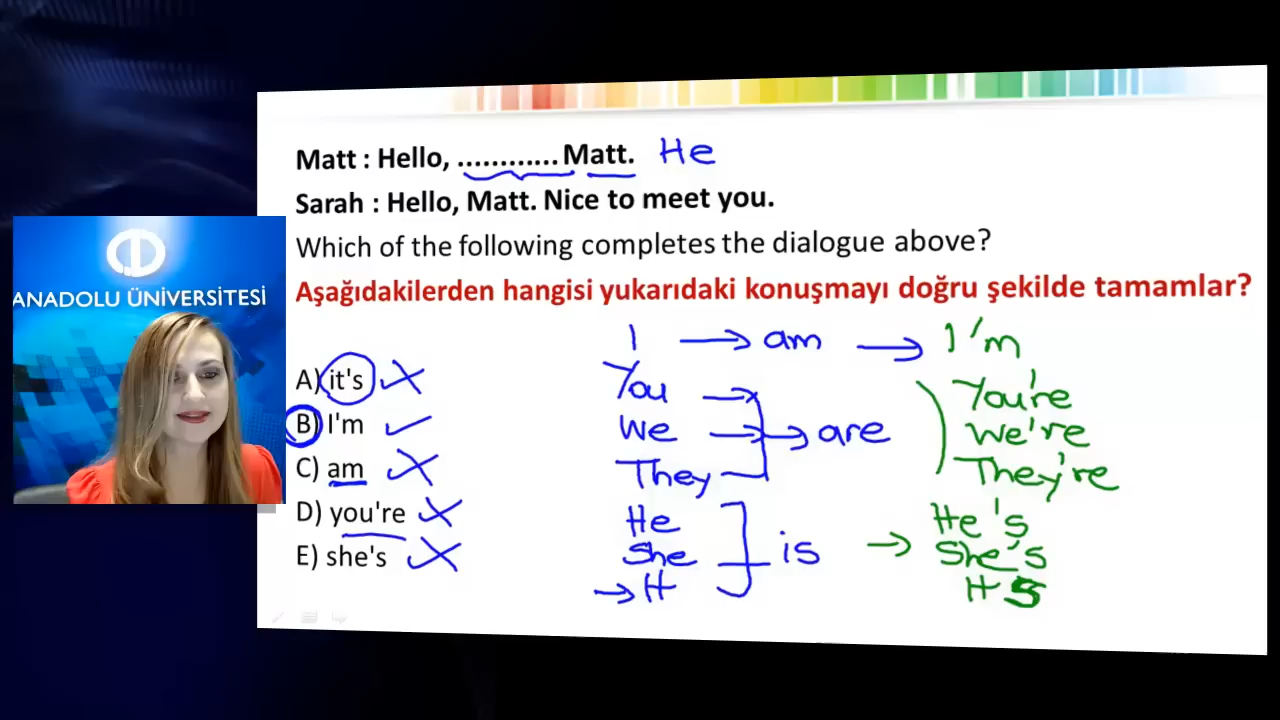 Matt : Hello, ............ Matt. He
Sarah : Hello, Matt. Nice to meet you.
Which of the following completes the dialogue above?
ANADOLU ÜNİVERSİTESİ
Aşağıdakilerden hangisi yukarıdaki konuşmayı doğru şekilde tamamlar?
I → am → I'm
A) it's You You're
B) I'm We → are We're
C) am They They're
D) you're He He's
E) she's She is → She's
→ It It's